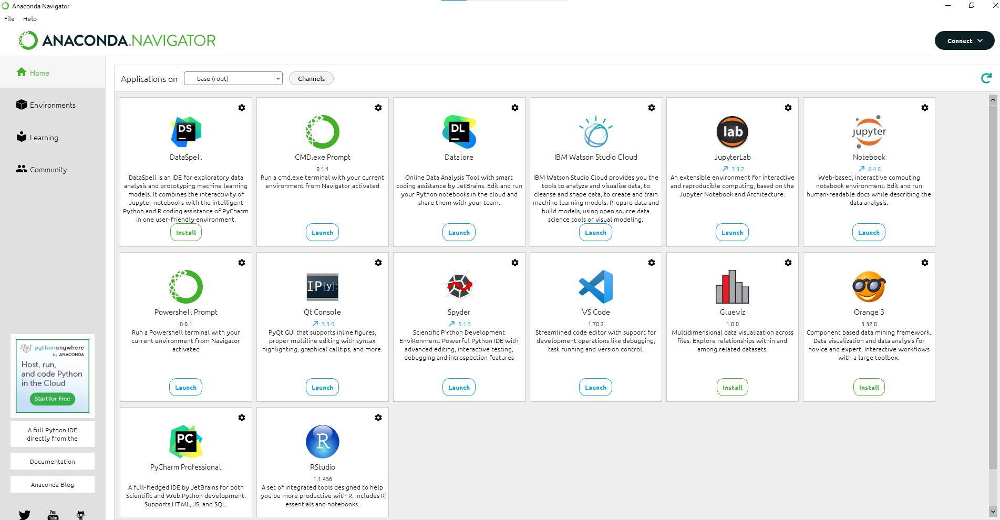 Anaconda Navigator
File Help
ANACONDA.NAVIGATOR
Connect
Home
Environments
Learning
Community
Applications on base (root) Channels
DS
DataSpell
DataSpell is an IDE for exploratory data
analysis and prototyping machine learning
models. It combines the interactivity of
Jupyter notebooks with the intelligent
Python and R coding assistance of PyCharm
in one user-friendly environment.
Install
CMD.exe Prompt
0.1.1
Run a cmd.exe terminal with your current
environment from Navigator activated
Launch
DL
Datalore
Online Data Analysis Tool with smart
coding assistance by JetBrains. Edit and run
your Python notebooks in the cloud and
share them with your team.
Launch
IBM Watson Studio Cloud
IBM Watson Studio Cloud provides you the
tools to analyze and visualize data, to
cleanse and shape data, to create and train
machine learning models. Prepare data and
build models, using open source data
science tools or visual modeling.
Launch
lab
JupyterLab
3.3.2
An extensible environment for interactive
and reproducible computing, based on the
Jupyter Notebook and Architecture.
Launch
jupyter
Notebook
6.4.8
Web-based, interactive computing
notebook environment. Edit and run
human-readable docs while describing the
data analysis.
Launch
Powershell Prompt
0.0.1
Run a Powershell terminal with your
current environment from Navigator
activated
Launch
IP[y]:
Qt Console
5.3.0
PyQt GUI that supports inline figures,
proper multiline editing with syntax
highlighting, graphical calltips, and more.
Launch
Spyder
5.1.5
Scientific PYthon Development
EnviRonment. Powerful Python IDE with
advanced editing, interactive testing,
debugging and introspection features
Launch
VS Code
1.70.2
Streamlined code editor with support for
development operations like debugging,
task running and version control.
Launch
Glueviz
1.0.0
Multidimensional data visualization across
files. Explore relationships within and
among related datasets.
Install
Orange 3
3.32.0
Component based data mining framework.
Data visualization and data analysis for
novice and expert. Interactive workflows
with a large toolbox.
Install
PC
PyCharm Professional
A full-fledged IDE by JetBrains for both
Scientific and Web Python development.
Supports HTML, JS, and SQL.
R
RStudio
1.1.456
A set of integrated tools designed to help
you be more productive with R. Includes R
essentials and notebooks.
pythonanywhere
by ANACONDA
Host, run,
and code Python
in the Cloud
Start for Free
A full Python IDE
directly from the
Documentation
Anaconda Blog
You
Tube